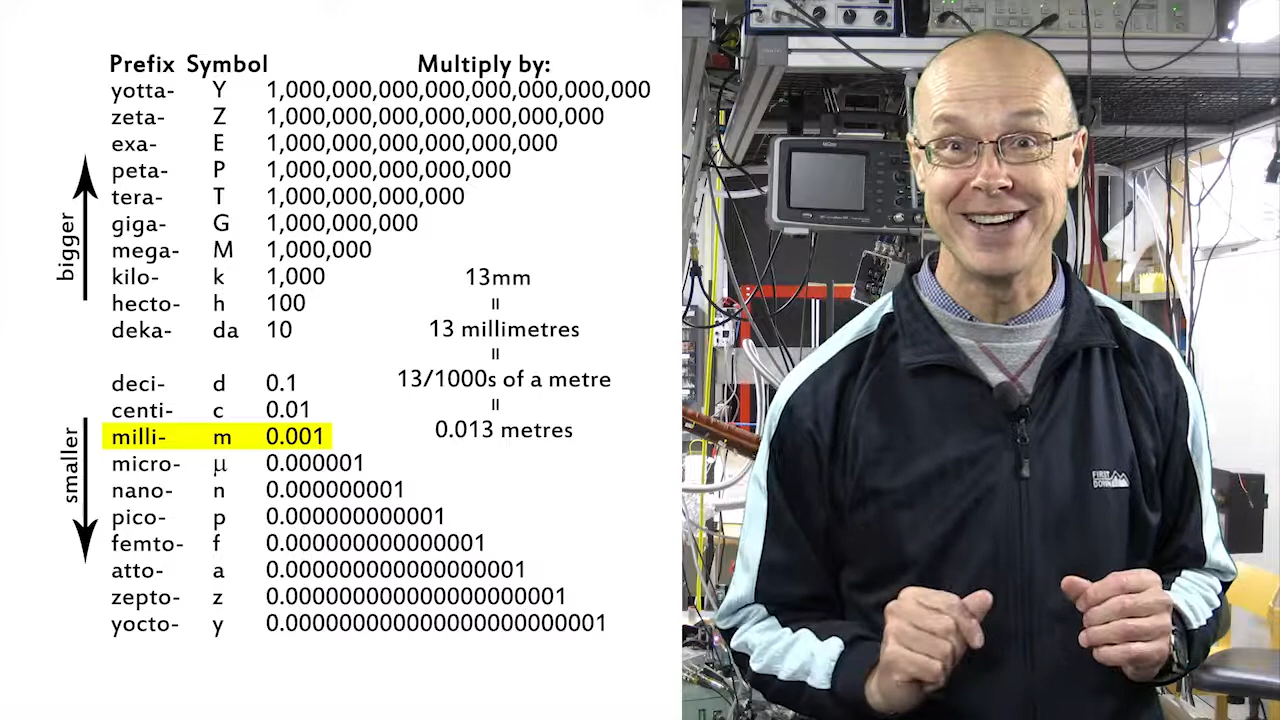 Prefix Symbol Multiply by:
yotta- Y 1,000,000,000,000,000,000,000,000
zeta- Z 1,000,000,000,000,000,000,000
exa- E 1,000,000,000,000,000,000
peta- P 1,000,000,000,000,000
tera- T 1,000,000,000,000
giga- G 1,000,000,000
mega- M 1,000,000
kilo- k 1,000
hecto- h 100
deka- da 10
deci- d 0.1
centi- c 0.01
milli- m 0.001
micro- μ 0.000001
nano- n 0.000000001
pico- p 0.000000000001
femto- f 0.000000000000001
atto- a 0.000000000000000001
zepto- z 0.000000000000000000001
yocto- y 0.000000000000000000000001
bigger
smaller
13mm
=
13 millimetres
=
13/1000s of a metre
=
0.013 metres
FIRST
DOWN